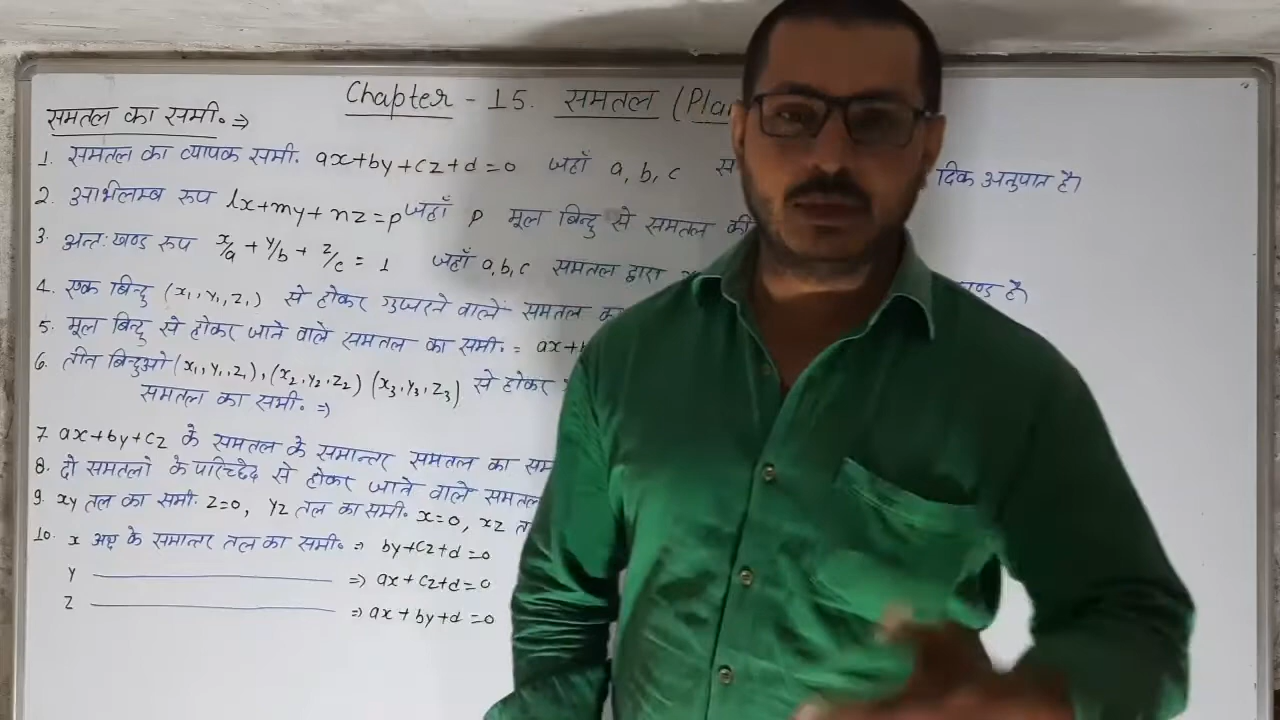 Chapter - 15. समतल (Pla
समतल का समी. ⇒
1. समतल का व्यापक समी. ax+by+cz+d=0 जहाँ a, b, c स दिक अनुपात है।
2. अभिलम्ब रूप lx+my+nz=p जहाँ p मूल बिन्दु से समतल की
3. अन्तः खण्ड रूप x/a + y/b + z/c = 1 जहाँ a, b, c समतल द्वारा है
4. एक बिन्दु (x₁, y₁, z₁) से होकर गुजरने वाले समतल का
5. मूल बिन्दु से होकर जाने वाले समतल का समी. = ax+b
6. तीन बिन्दुओ (x₁, y₁, z₁), (x₂, y₂, z₂) (x₃, y₃, z₃) से होकर
समतल का समी. ⇒
7. ax+by+cz के समतल के समान्तर समतल का सम
8. दो समतलो के परिच्छेद से होकर जाने वाले समतल
9. xy तल का समी. z=0, yz तल का समी. x=0, xz त
10. x अक्ष के समान्तर तल का समी. ⇒ by+cz+d=0
y ⇒ ax+cz+d=0
z ⇒ ax+by+d=0